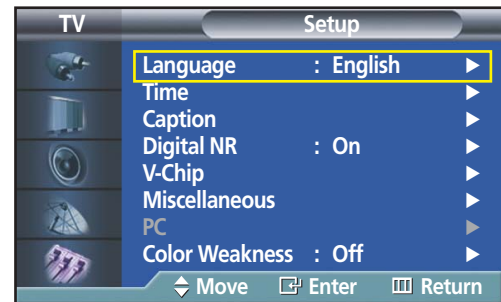 TV
Setup
Language : English
Time
Caption
Digital NR : On
V-Chip
Miscellaneous
PC
Color Weakness : Off
Move Enter Return